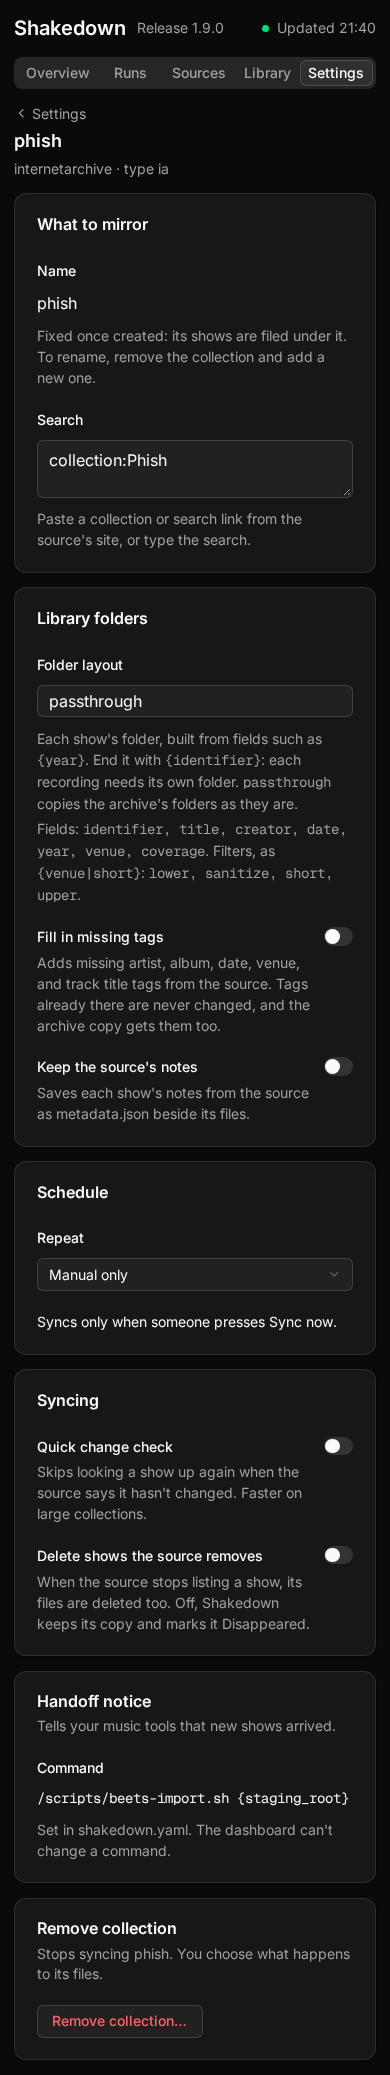 Shakedown Release 1.9.0 Updated 21:40
Overview Runs Sources Library Settings
Settings
phish
internetarchive · type ia
What to mirror
Name
phish
Fixed once created: its shows are filed under it.
To rename, remove the collection and add a
new one.
Search
collection:Phish
Paste a collection or search link from the
source's site, or type the search.
Library folders
Folder layout
passthrough
Each show's folder, built from fields such as
{year}. End it with {identifier}: each
recording needs its own folder. passthrough
copies the archive's folders as they are.
Fields: identifier, title, creator, date,
year, venue, coverage. Filters, as
{venue|short}: lower, sanitize, short,
upper.
Fill in missing tags
Adds missing artist, album, date, venue,
and track title tags from the source. Tags
already there are never changed, and the
archive copy gets them too.
Keep the source's notes
Saves each show's notes from the source
as metadata.json beside its files.
Schedule
Repeat
Manual only
Syncs only when someone presses Sync now.
Syncing
Quick change check
Skips looking a show up again when the
source says it hasn't changed. Faster on
large collections.
Delete shows the source removes
When the source stops listing a show, its
files are deleted too. Off, Shakedown
keeps its copy and marks it Disappeared.
Handoff notice
Tells your music tools that new shows arrived.
Command
/scripts/beets-import.sh {staging_root}
Set in shakedown.yaml. The dashboard can't
change a command.
Remove collection
Stops syncing phish. You choose what happens
to its files.
Remove collection...